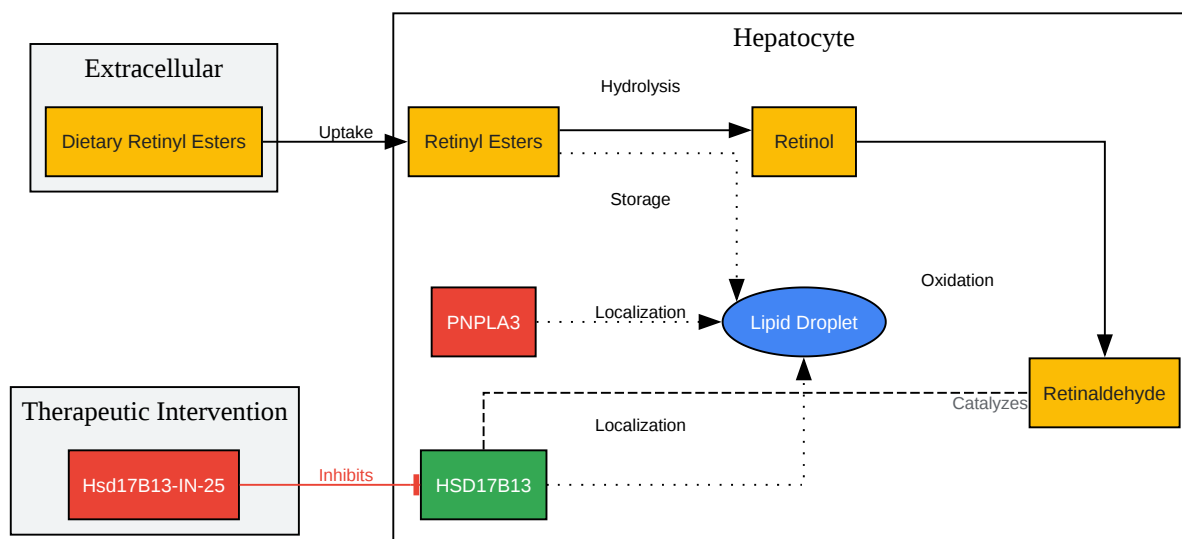 Hepatocyte
Extracellular
Hydrolysis
Dietary Retinyl Esters
Uptake
Retinyl Esters
Retinol
Storage
Oxidation
PNPLA3
Localization
Lipid Droplet
Therapeutic Intervention
Retinaldehyde
Catalyzes
Localization
Hsd17B13-IN-25
Inhibits
HSD17B13